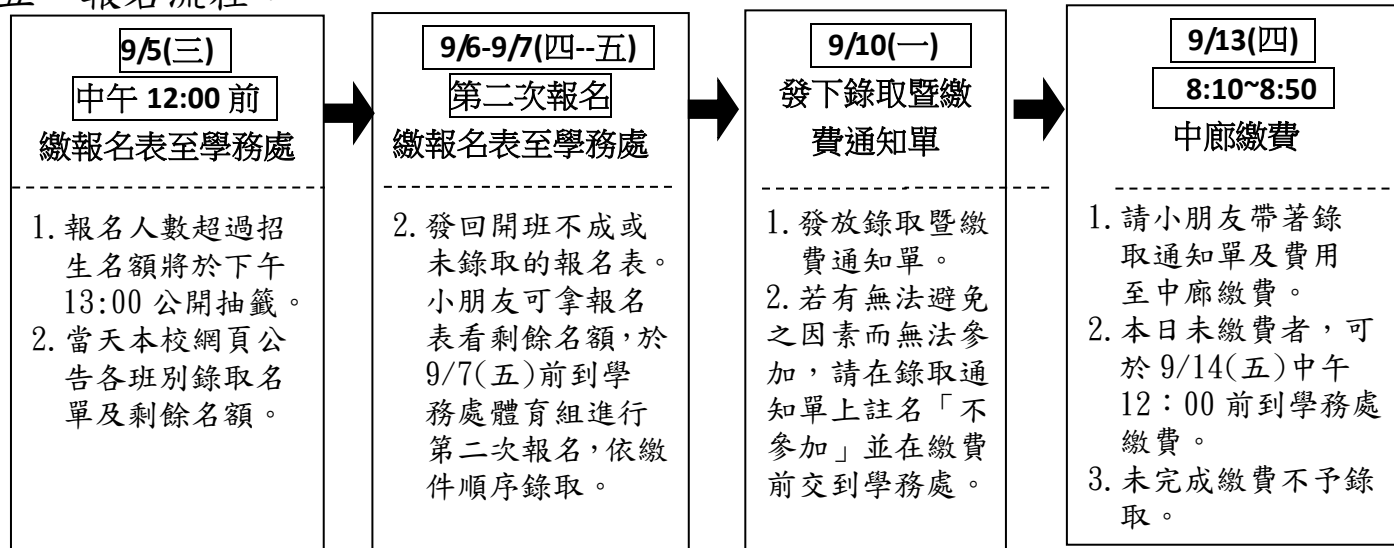 五、報名流程：
9/5(三)
中午 12:00 前
繳報名表至學務處
1. 報名人數超過招
生名額將於下午
13:00 公開抽籤。
2. 當天本校網頁公
告各班別錄取名
單及剩餘名額。
9/6-9/7(四--五)
第二次報名
繳報名表至學務處
2. 發回開班不成或
未錄取的報名表。
小朋友可拿報名
表看剩餘名額，於
9/7(五)前到學
務處體育組進行
第二次報名，依繳
件順序錄取。
9/10(一)
發下錄取暨繳
費通知單
1. 發放錄取暨繳
費通知單。
2. 若有無法避免
之因素而無法參
加，請在錄取通
知單上註名「不
參加」並在繳費
前交到學務處。
9/13(四)
8:10~8:50
中廊繳費
1. 請小朋友帶著錄
取通知單及費用
至中廊繳費。
2. 本日未繳費者，可
於 9/14(五)中午
12：00 前到學務處
繳費。
3. 未完成繳費不予錄
取。